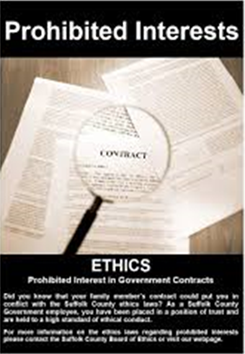 Prohibited Interests
CONTRACT
ETHICS
Prohibited Interest in Government Contracts
Did you know that your family member's contract could put you in
conflict with the Suffolk County ethics laws? As a Suffolk County
Government employee, you have been placed in a position of trust and
are held to a high standard of ethical conduct.
For more information on the ethics laws regarding prohibited interests
please contact the Suffolk County Board of Ethics or visit our webpage.